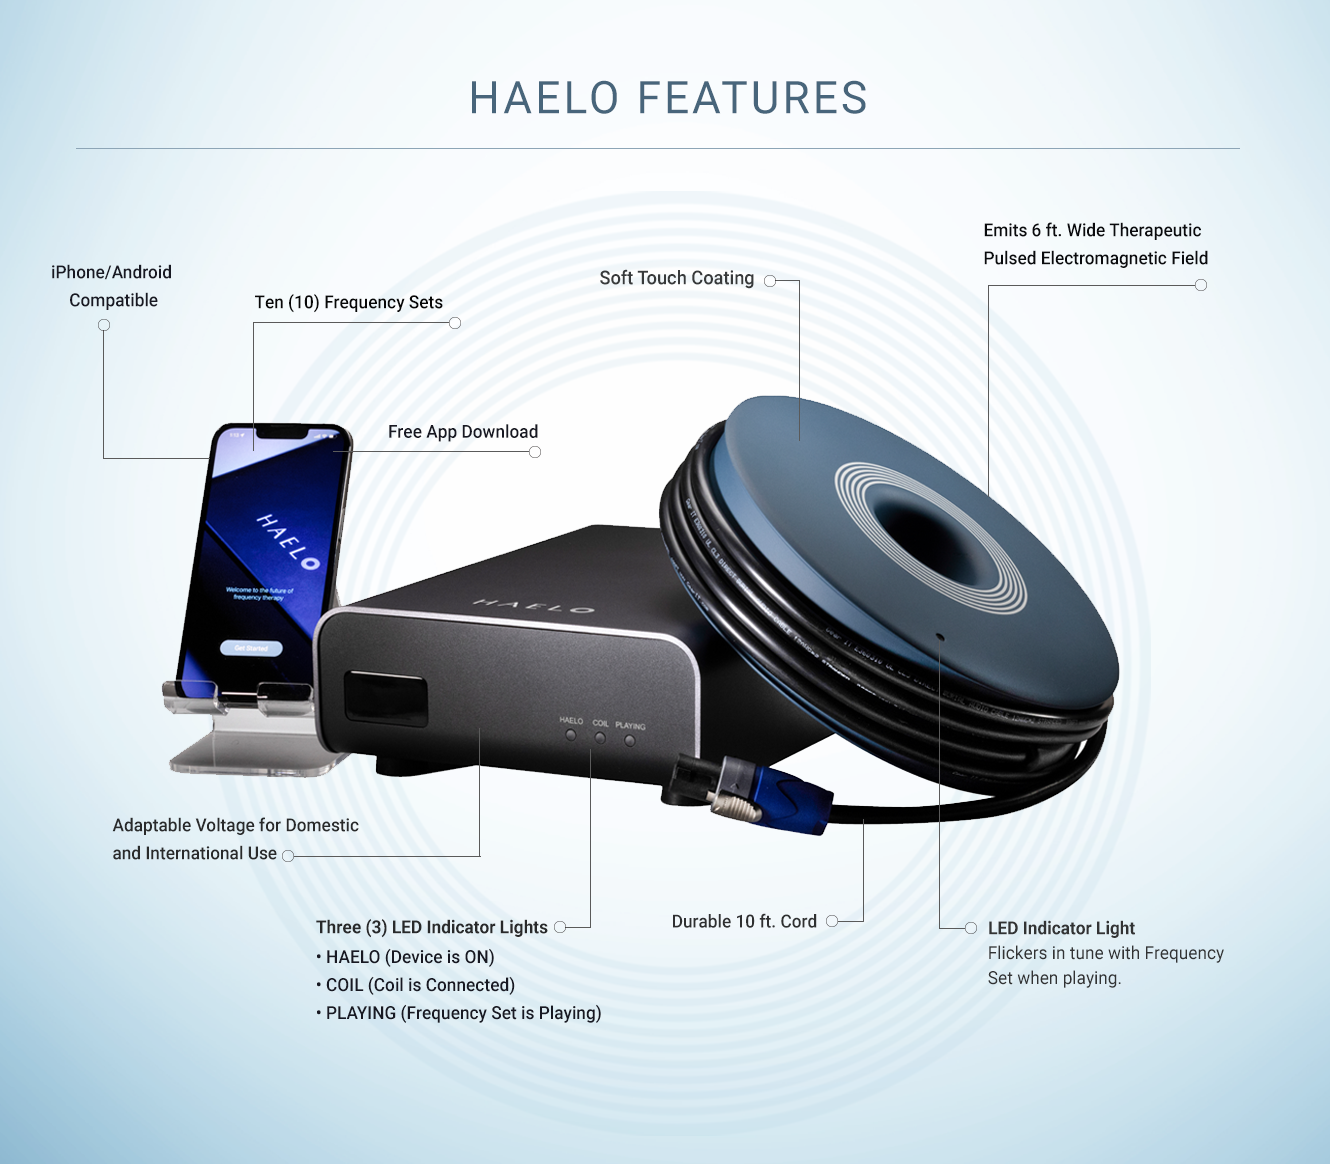 HAELO FEATURES
Emits 6 ft. Wide Therapeutic
Pulsed Electromagnetic Field
iPhone/Android
Compatible
Soft Touch Coating
Ten (10) Frequency Sets
Free App Download
HAELO
Welcome to the future of
frequency therapy
Get Started
HAELO
HAELO COIL PLAYING
Adaptable Voltage for Domestic
and International Use
Three (3) LED Indicator Lights
• HAELO (Device is ON)
• COIL (Coil is Connected)
• PLAYING (Frequency Set is Playing)
Durable 10 ft. Cord
LED Indicator Light
Flickers in tune with Frequency
Set when playing.